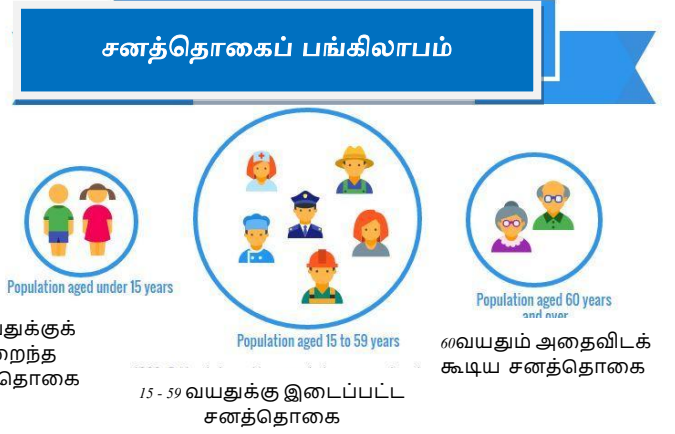 சனத்தொகைப் பங்கிலாபம்
Population aged under 15 years
Population aged 15 to 59 years
Population aged 60 years
and over
துக்குக்
றைந்த
தொகை
15 - 59 வயதுக்கு இடைப்பட்ட
சனத்தொகை
60வயதும் அதைவிடக்
கூடிய சனத்தொகை